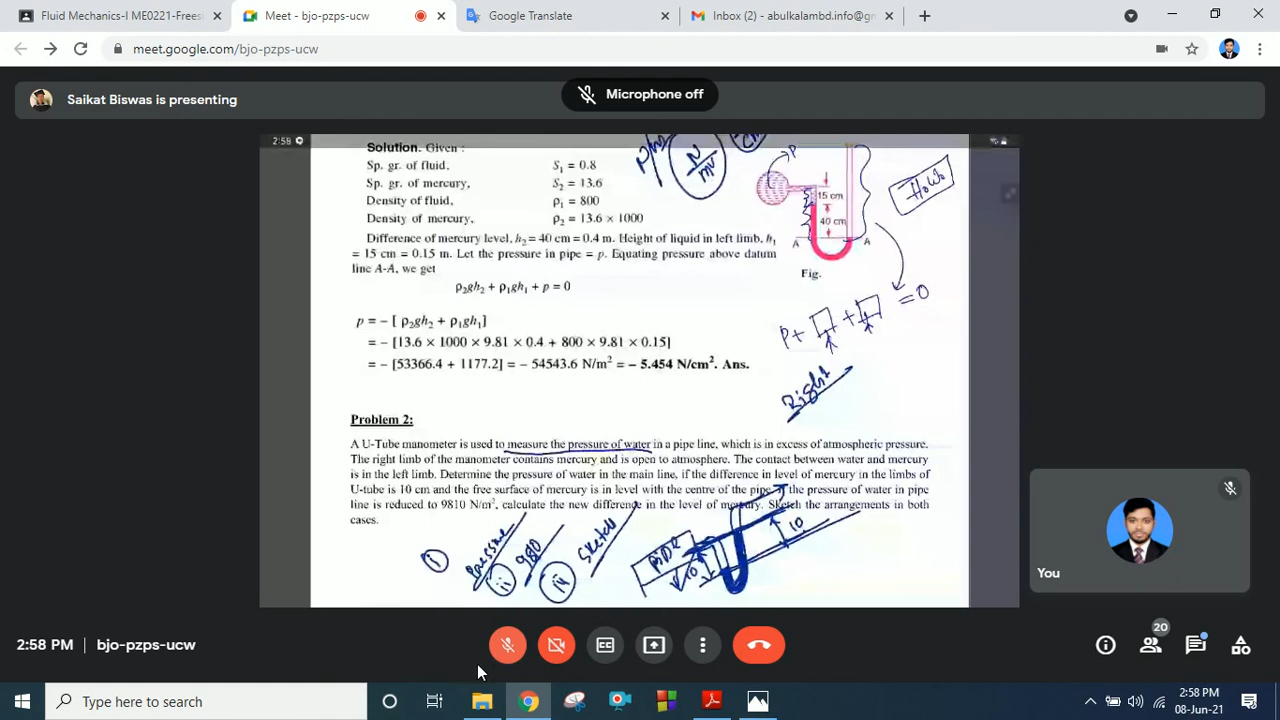 Fluid Mechanics-I ME0221-Frees
Meet - bjo-pzps-ucw
Google Translate
Inbox (2) - abulkalambd.info@gm
meet.google.com/bjo-pzps-ucw
Saikat Biswas is presenting
Microphone off
2:58
Solution. Given :
Sp. gr. of fluid, S₁ = 0.8
Sp. gr. of mercury, S₂ = 13.6
Density of fluid, ρ₁ = 800
Density of mercury, ρ₂ = 13.6 × 1000
Difference of mercury level, h₂ = 40 cm = 0.4 m. Height of liquid in left limb, h₁
= 15 cm = 0.15 m. Let the pressure in pipe = p. Equating pressure above datum
line A-A, we get
ρ₂gh₂ + ρ₁gh₁ + p = 0
p = – [ ρ₂gh₂ + ρ₁gh₁]
= – [13.6 × 1000 × 9.81 × 0.4 + 800 × 9.81 × 0.15]
= – [53366.4 + 1177.2] = – 54543.6 N/m² = – 5.454 N/cm². Ans.
P
15 cm
40 cm
A
A
Fig.
H.W.
P + + = 0
Right
Problem 2:
A U-Tube manometer is used to measure the pressure of water in a pipe line, which is in excess of atmospheric pressure.
The right limb of the manometer contains mercury and is open to atmosphere. The contact between water and mercury
is in the left limb. Determine the pressure of water in the main line, if the difference in level of mercury in the limbs of
U-tube is 10 cm and the free surface of mercury is in level with the centre of the pipe. If the pressure of water in pipe
line is reduced to 9810 N/m², calculate the new difference in the level of mercury. Sketch the arrangements in both
cases.
i Pressure
ii 980
iii Sketch
10
10
You
2:58 PM
bjo-pzps-ucw
20
Type here to search
2:58 PM
08-Jun-21